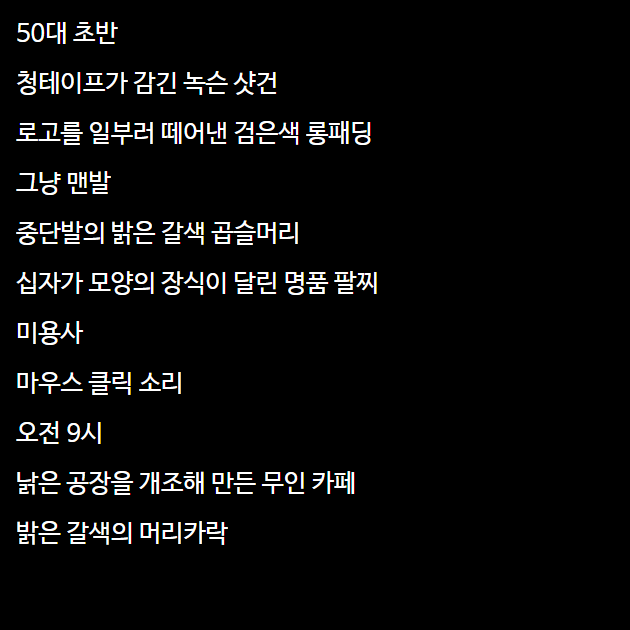 50대 초반
청테이프가 감긴 녹슨 샷건
로고를 일부러 떼어낸 검은색 롱패딩
그냥 맨발
중단발의 밝은 갈색 곱슬머리
십자가 모양의 장식이 달린 명품 팔찌
미용사
마우스 클릭 소리
오전 9시
낡은 공장을 개조해 만든 무인 카페
밝은 갈색의 머리카락